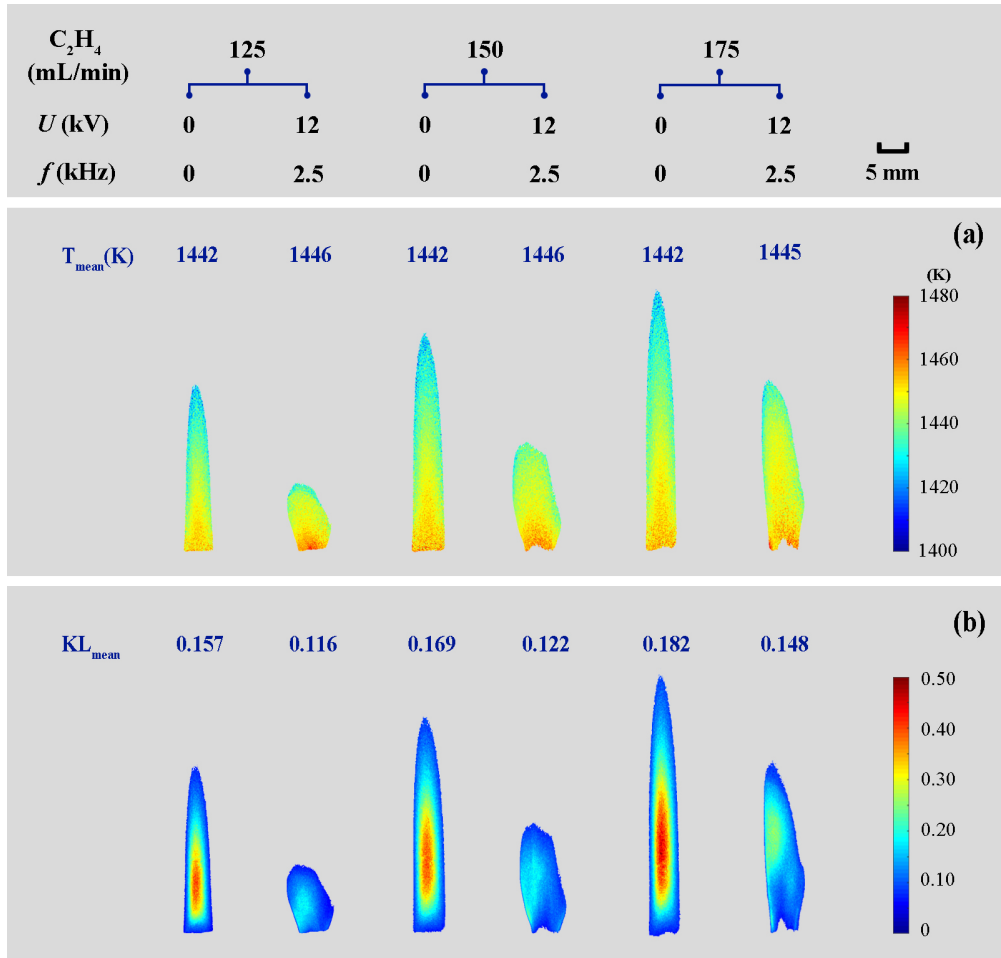 C₂H₄
(mL/min)
125 150 175
U (kV) 0 12 0 12 0 12
f (kHz) 0 2.5 0 2.5 0 2.5 5 mm
(a)
Tmean(K) 1442 1446 1442 1446 1442 1445
(K)
1480
1460
1440
1420
1400
(b)
KLmean 0.157 0.116 0.169 0.122 0.182 0.148
0.50
0.40
0.30
0.20
0.10
0